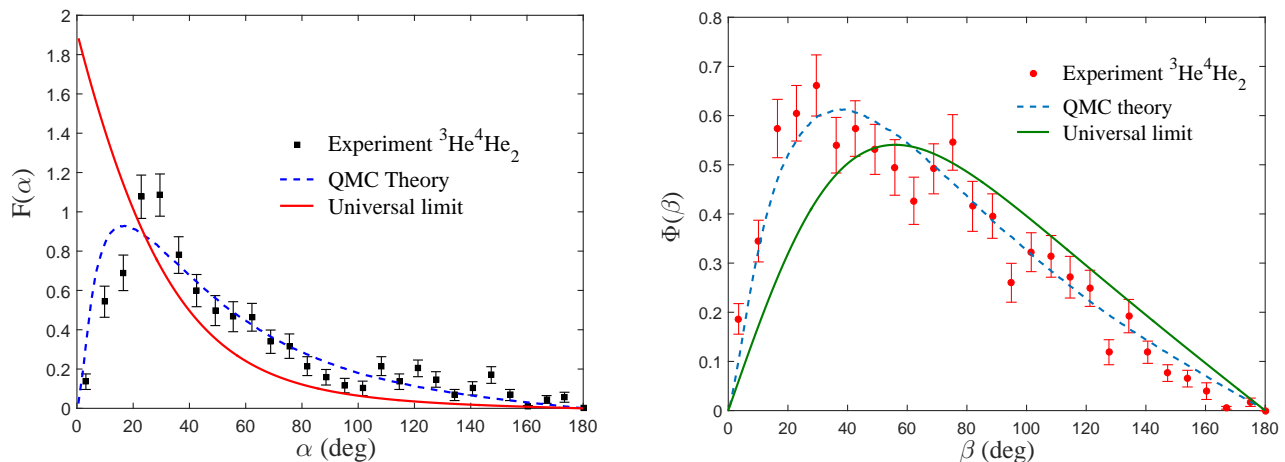 F(α)
2
1.8
1.6
1.4
1.2
1
0.8
0.6
0.4
0.2
0
0 20 40 60 80 100 120 140 160 180
α (deg)
Experiment ³He⁴He₂
QMC Theory
Universal limit
Φ(β)
0.8
0.7
0.6
0.5
0.4
0.3
0.2
0.1
0
0 20 40 60 80 100 120 140 160 180
β (deg)
Experiment ³He⁴He₂
QMC theory
Universal limit